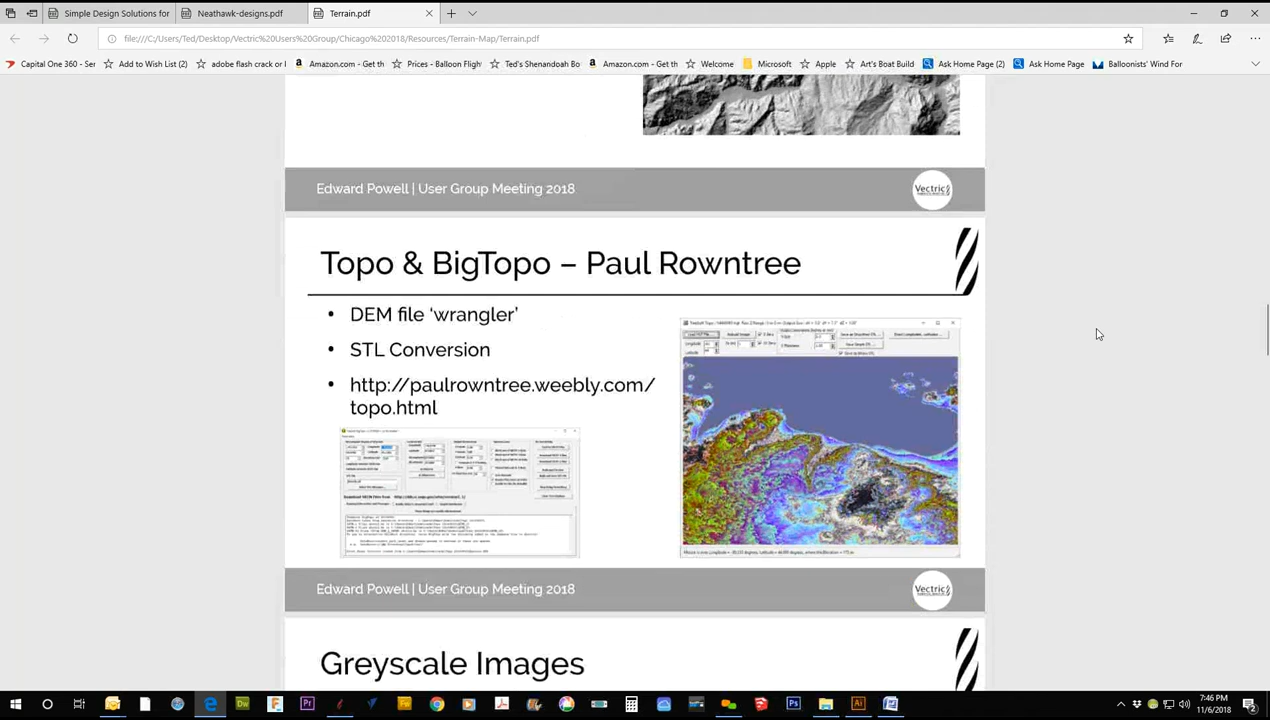 Simple Design Solutions for
Neathawk-designs.pdf
Terrain.pdf
file:///C:/Users/Ted/Desktop/Vectric%20Users%20Group/Chicago%202018/Resources/Terrain-Map/Terrain.pdf
Capital One 360 - Ser
Add to Wish List (2)
adobe flash crack or l
Amazon.com - Get th
Prices - Balloon Flight
Ted's Shenandoah Bo
Amazon.com - Get th
Welcome
Microsoft
Apple
Art's Boat Build
Ask Home Page (2)
Ask Home Page
Balloonists' Wind For
Edward Powell | User Group Meeting 2018
Vectric
Topo & BigTopo – Paul Rowntree
• DEM file ‘wrangler’
• STL Conversion
• http://paulrowntree.weebly.com/
topo.html
Edward Powell | User Group Meeting 2018
Vectric
Greyscale Images
7:46 PM
11/6/2018